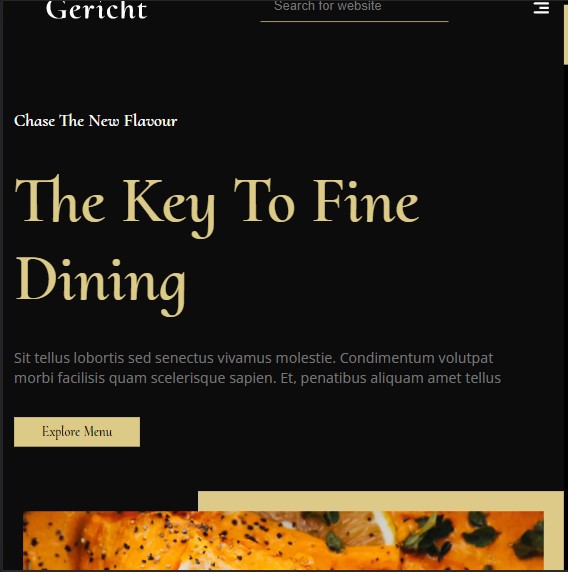 Gericht
Search for website
Chase The New Flavour
The Key To Fine
Dining
Sit tellus lobortis sed senectus vivamus molestie. Condimentum volutpat
morbi facilisis quam scelerisque sapien. Et, penatibus aliquam amet tellus
Explore Menu